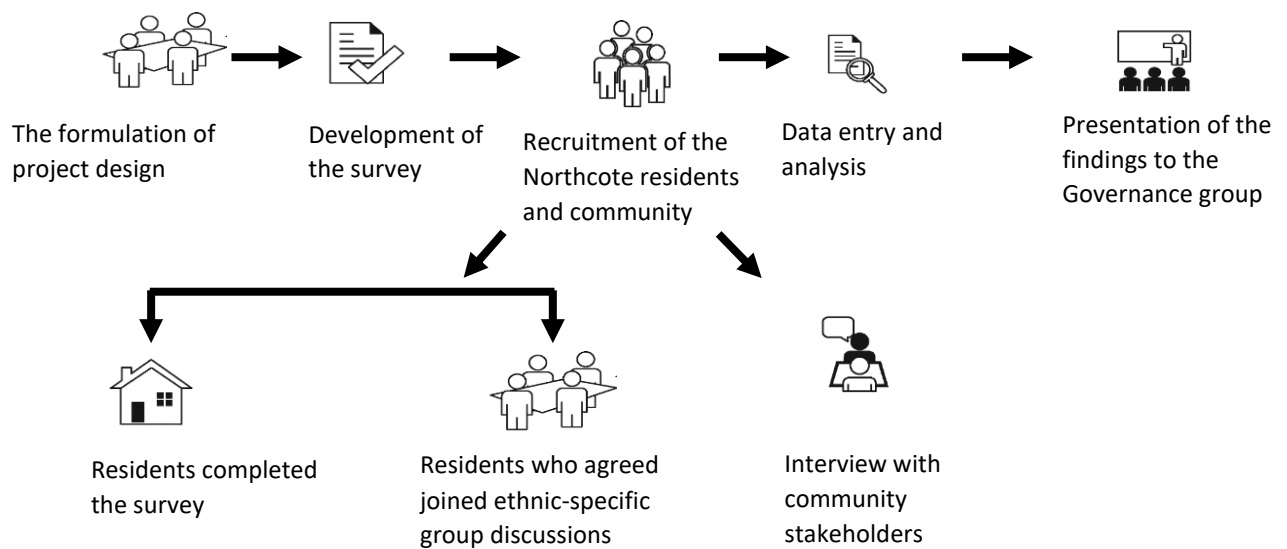 The formulation of
project design
Development of
the survey
Recruitment of the
Northcote residents
and community
Data entry and
analysis
Presentation of the
findings to the
Governance group
Residents completed
the survey
Residents who agreed
joined ethnic-specific
group discussions
Interview with
community
stakeholders